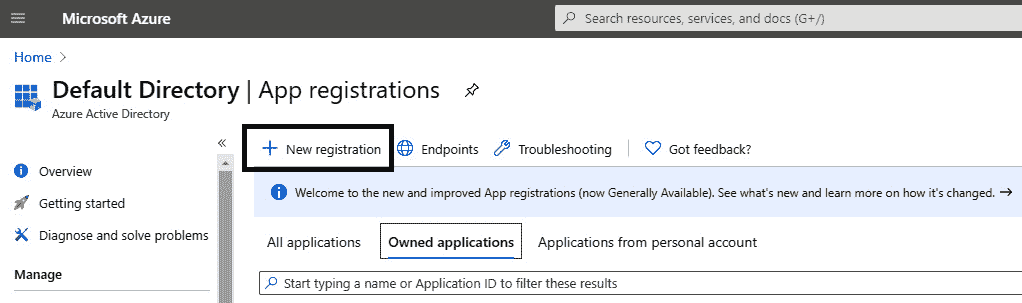 Microsoft Azure
Search resources, services, and docs (G+/)
Home >
Default Directory | App registrations
Azure Active Directory
«
Overview
Getting started
Diagnose and solve problems
Manage
+ New registration
Endpoints
Troubleshooting
Got feedback?
Welcome to the new and improved App registrations (now Generally Available). See what's new and learn more on how it's changed. →
All applications
Owned applications
Applications from personal account
Start typing a name or Application ID to filter these results